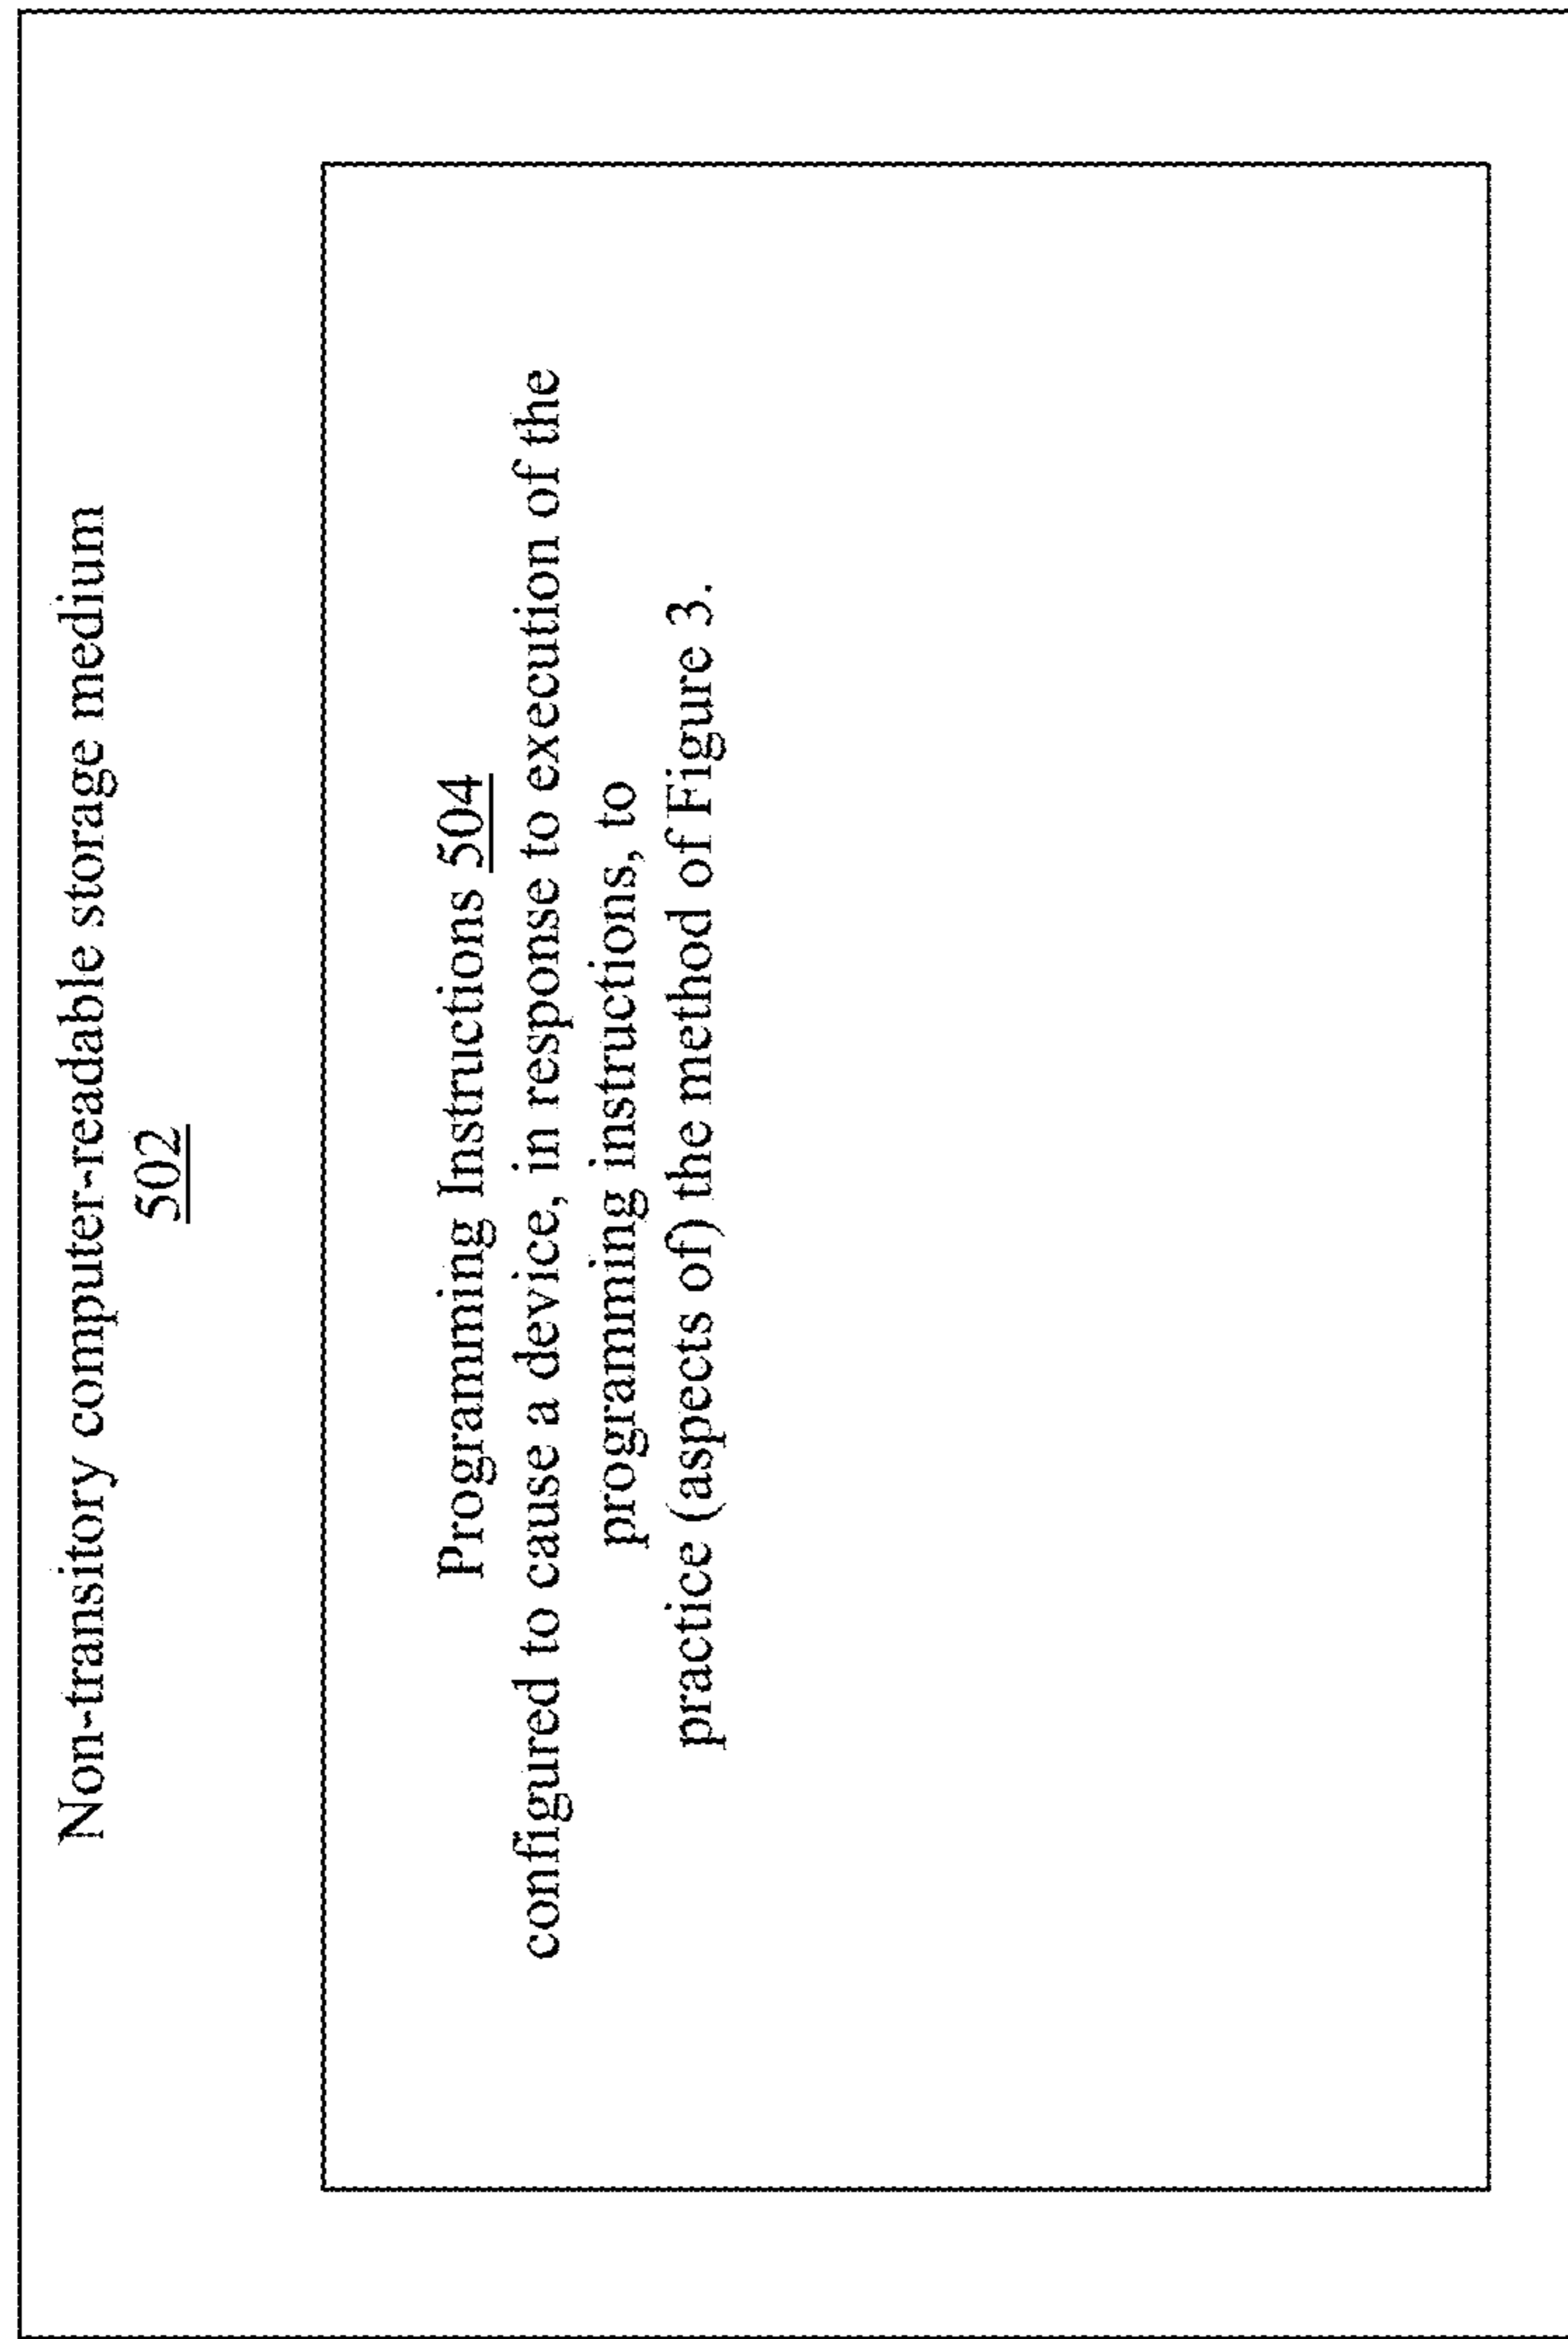 Non-transitory computer-readable storage medium
502
Programming Instructions 504
configured to cause a device, in response to execution of the
programming instructions, to
practice (aspects of) the method of Figure 3.